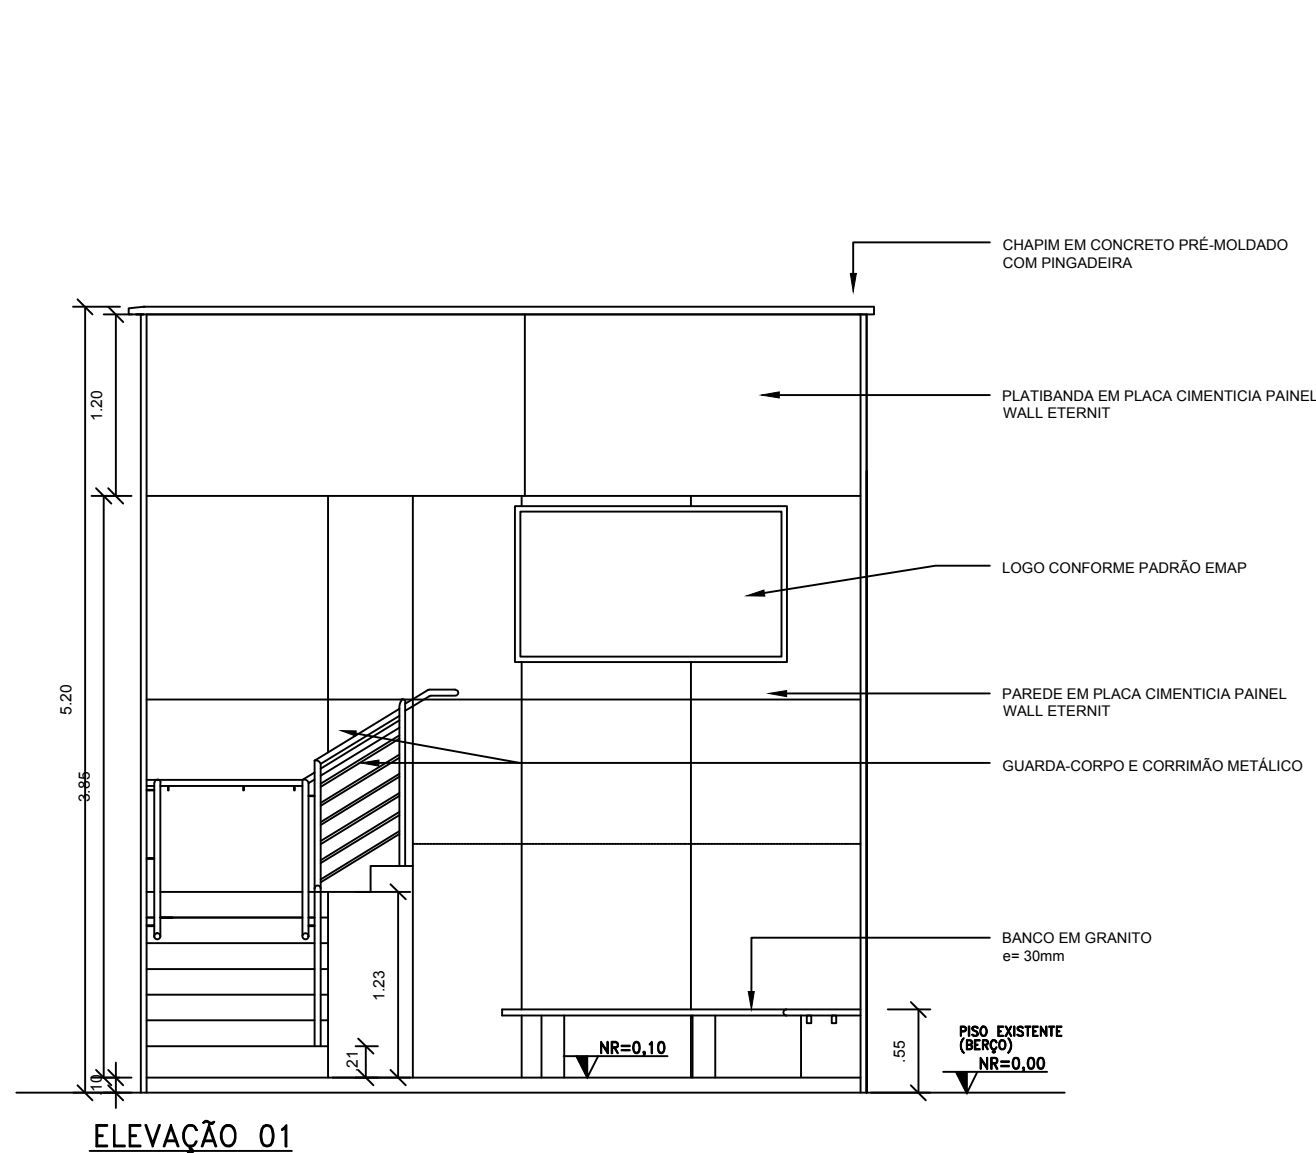 CHAPIM EM CONCRETO PRÉ-MOLDADO
COM PINGADEIRA
1.20
PLATIBANDA EM PLACA CIMENTICIA PAINEL
WALL ETERNIT
LOGO CONFORME PADRÃO EMAP
5.20
PAREDE EM PLACA CIMENTICIA PAINEL
WALL ETERNIT
3.85
GUARDA-CORPO E CORRIMÃO METÁLICO
BANCO EM GRANITO
e= 30mm
1.23
.21
NR=0,10
.55
PISO EXISTENTE
(BERÇO)
NR=0,00
.10
ELEVAÇÃO 01